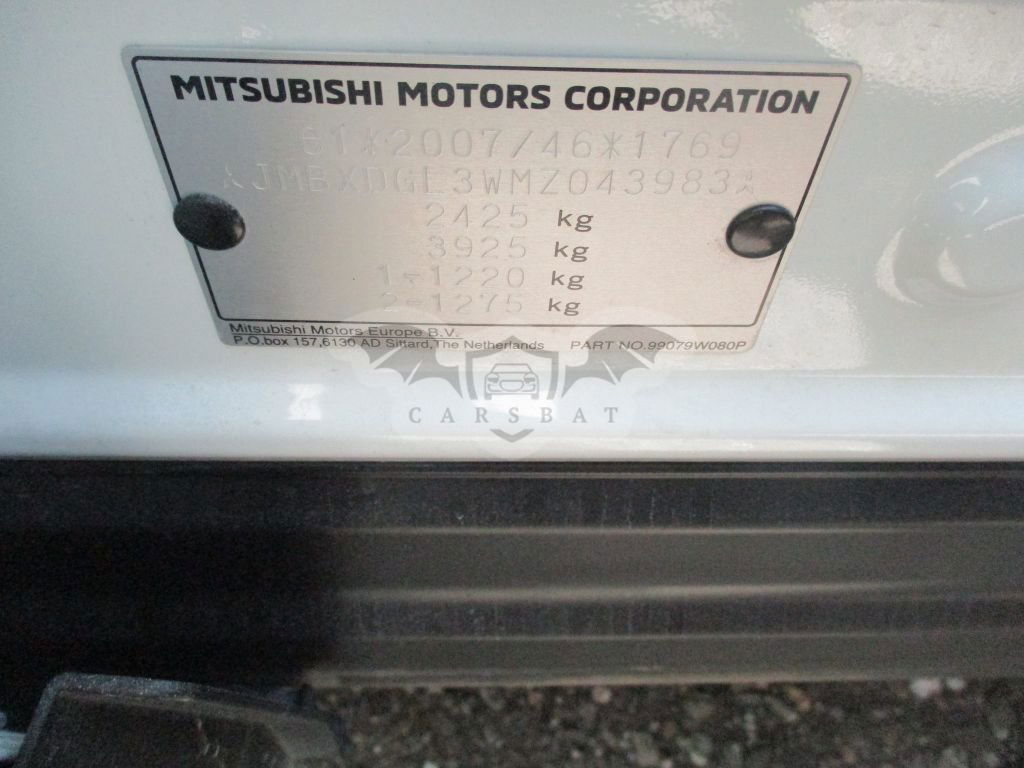 MITSUBISHI MOTORS CORPORATION
e1*2007/46*1769
*JMBXDGL3WMZ043983*
2425 kg
3925 kg
1-1220 kg
2-1275 kg
Mitsubishi Motors Europe B.V.
P.O.box 157,6130 AD Sittard,The Netherlands PART NO.99079W080P
CARSBAT